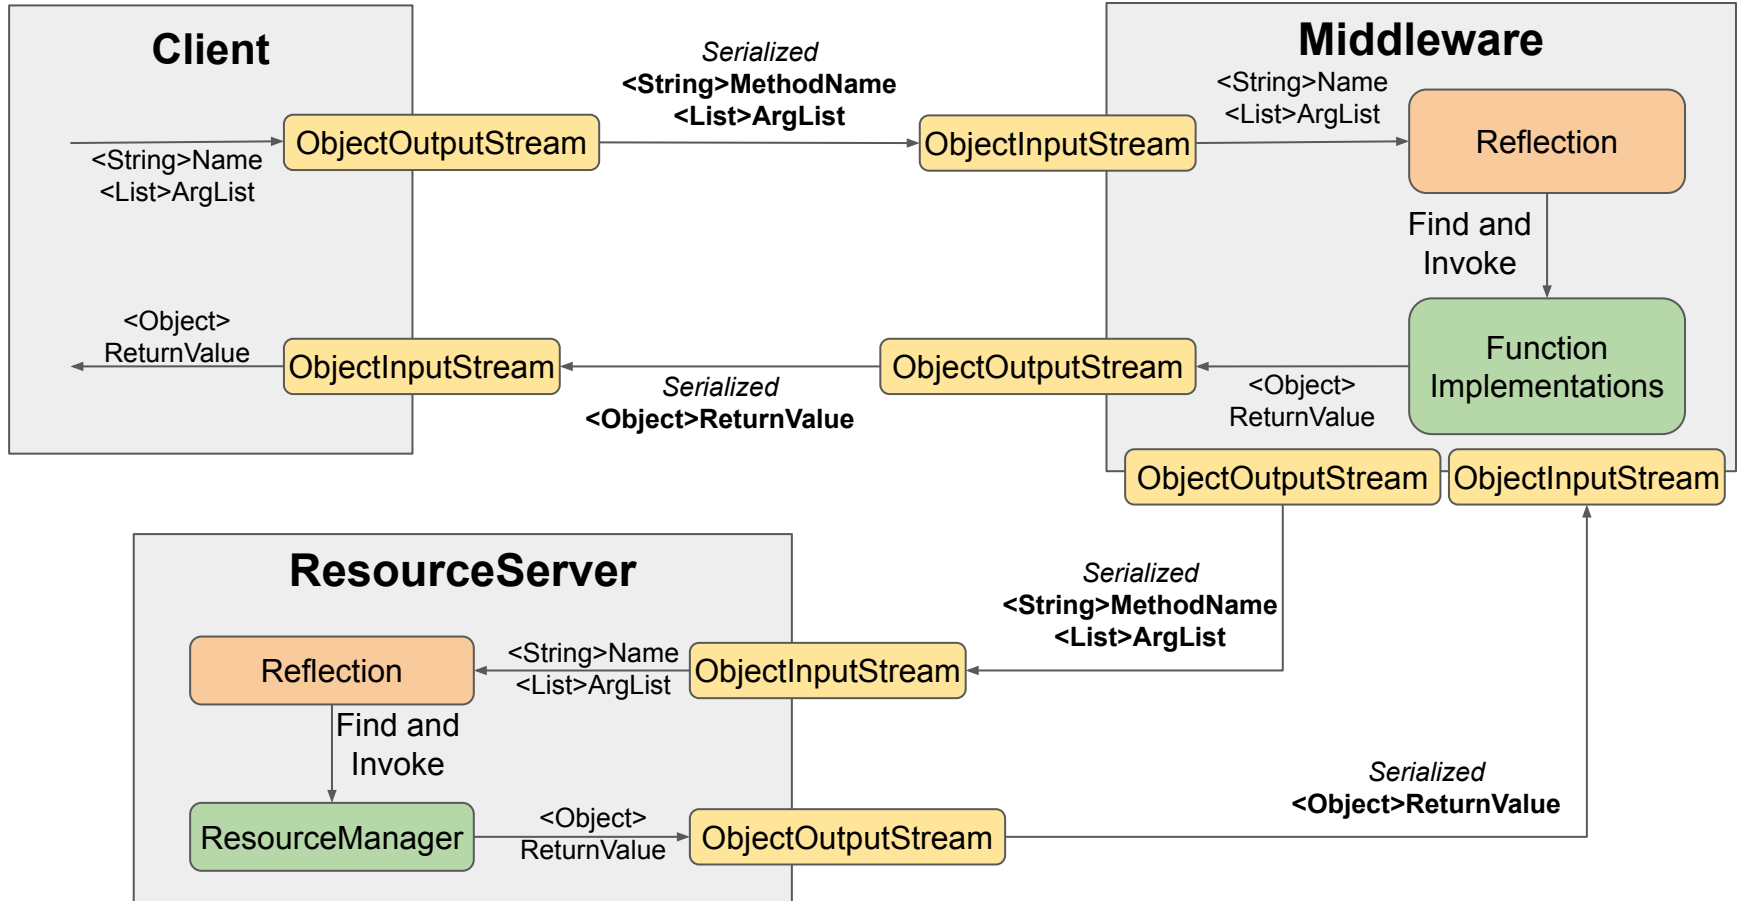 Client
<String>Name
<List>ArgList
ObjectOutputStream
Serialized
<String>MethodName
<List>ArgList
ObjectInputStream
Middleware
<String>Name
<List>ArgList
Reflection
Find and
Invoke
Function
Implementations
<Object>
ReturnValue
ObjectOutputStream
Serialized
<Object>ReturnValue
ObjectInputStream
<Object>
ReturnValue
ObjectOutputStream
ObjectInputStream
Serialized
<String>MethodName
<List>ArgList
ResourceServer
ObjectInputStream
<String>Name
<List>ArgList
Reflection
Find and
Invoke
ResourceManager
<Object>
ReturnValue
ObjectOutputStream
Serialized
<Object>ReturnValue